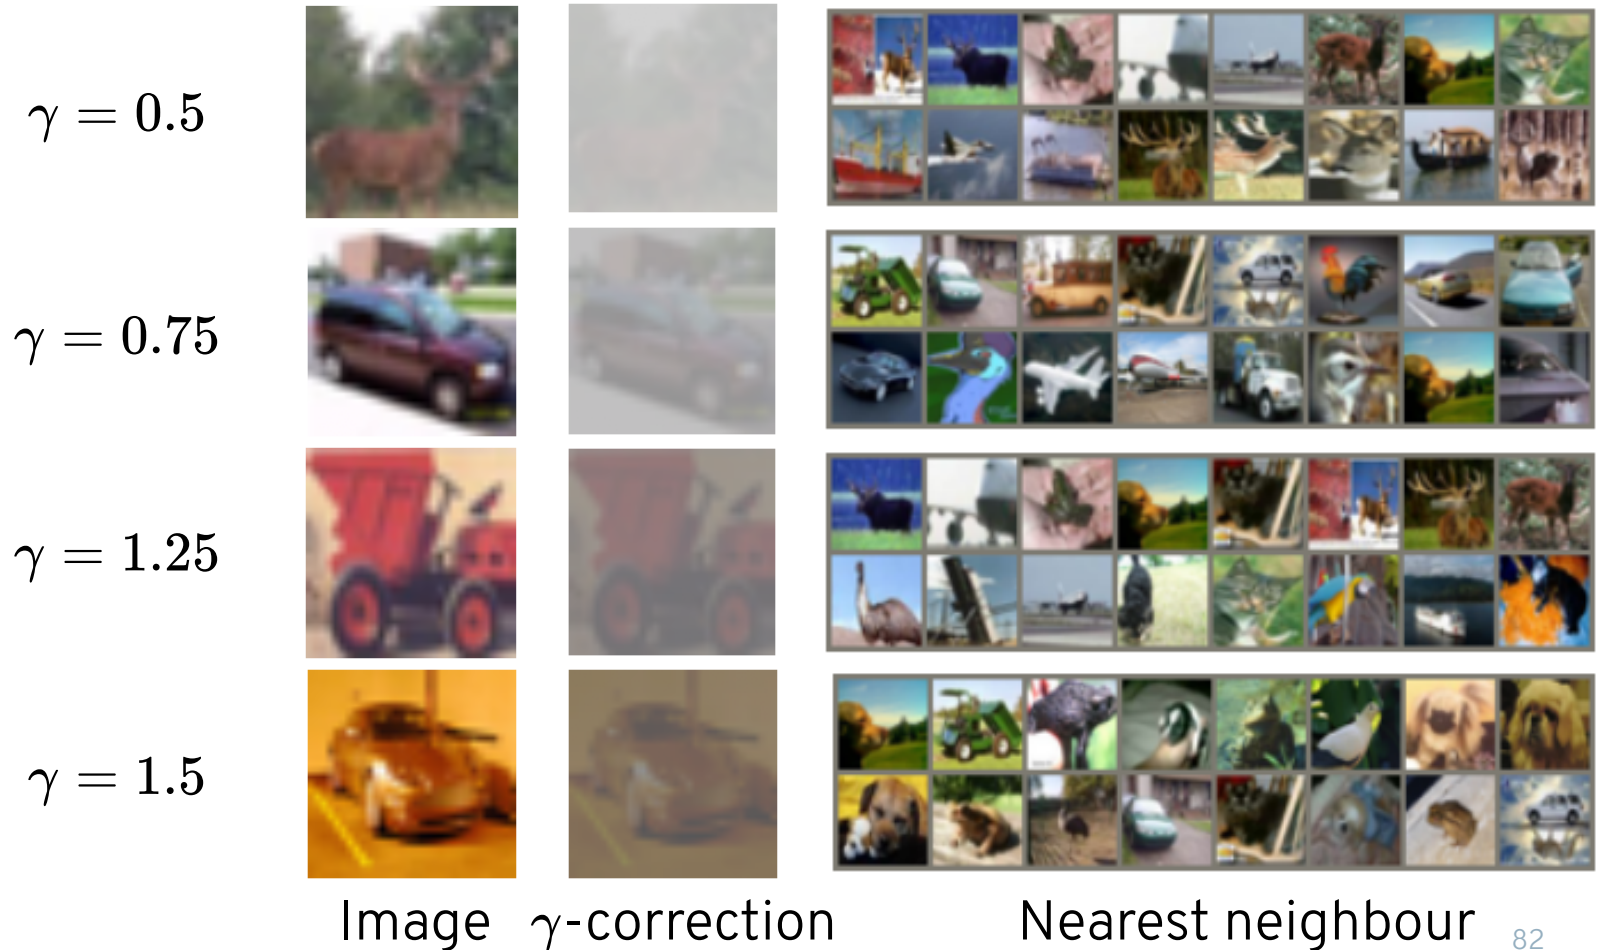 γ = 0.5
γ = 0.75
γ = 1.25
γ = 1.5
Image γ-correction Nearest neighbour
82